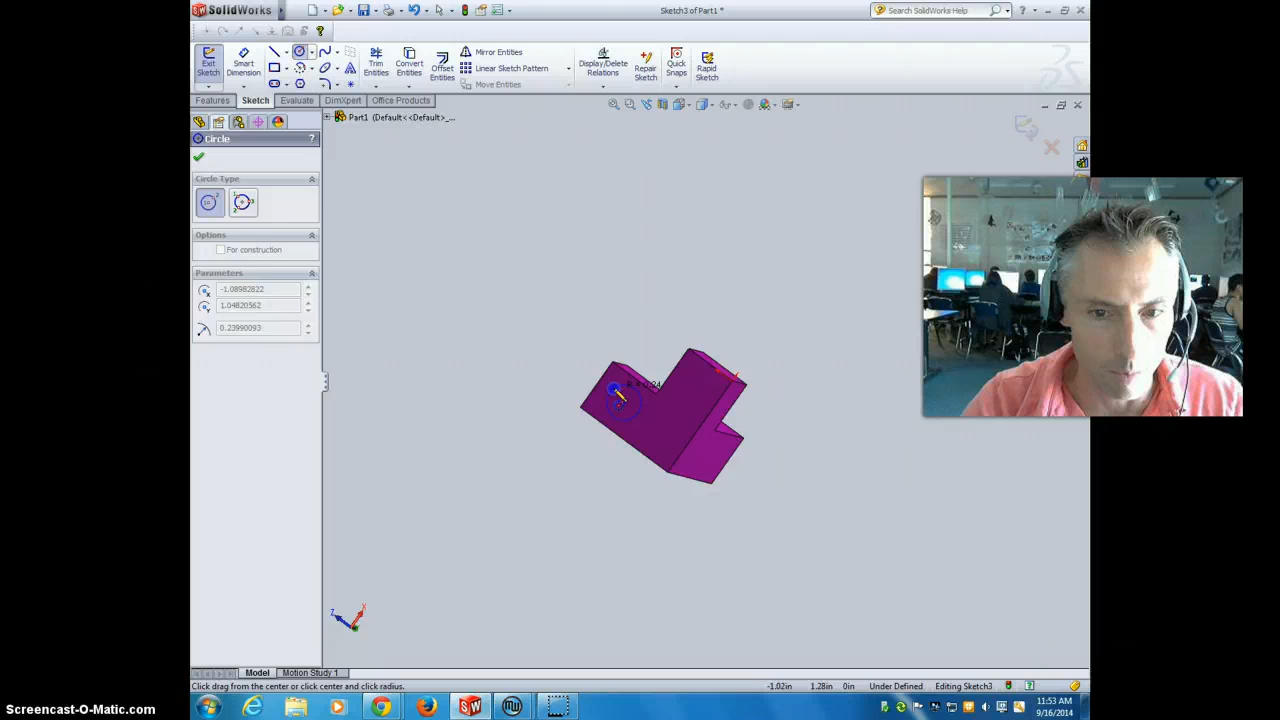 SolidWorks
Sketch3 of Part1 *
Search SolidWorks Help
Exit Sketch
Smart Dimension
Trim Entities
Convert Entities
Offset Entities
Mirror Entities
Linear Sketch Pattern
Move Entities
Display/Delete Relations
Repair Sketch
Quick Snaps
Rapid Sketch
Features
Sketch
Evaluate
DimXpert
Office Products
Part1 (Default<<Default>_...
Circle
?
Circle Type
Options
For construction
Parameters
-1.08982822
1.04820562
0.23990093
R = 0.24
Z
X
Model
Motion Study 1
Click drag from the center or click center and radius.
-1.02in
1.28in
0in
Under Defined
Editing Sketch3
11:53 AM
9/16/2014
Screencast-O-Matic.com